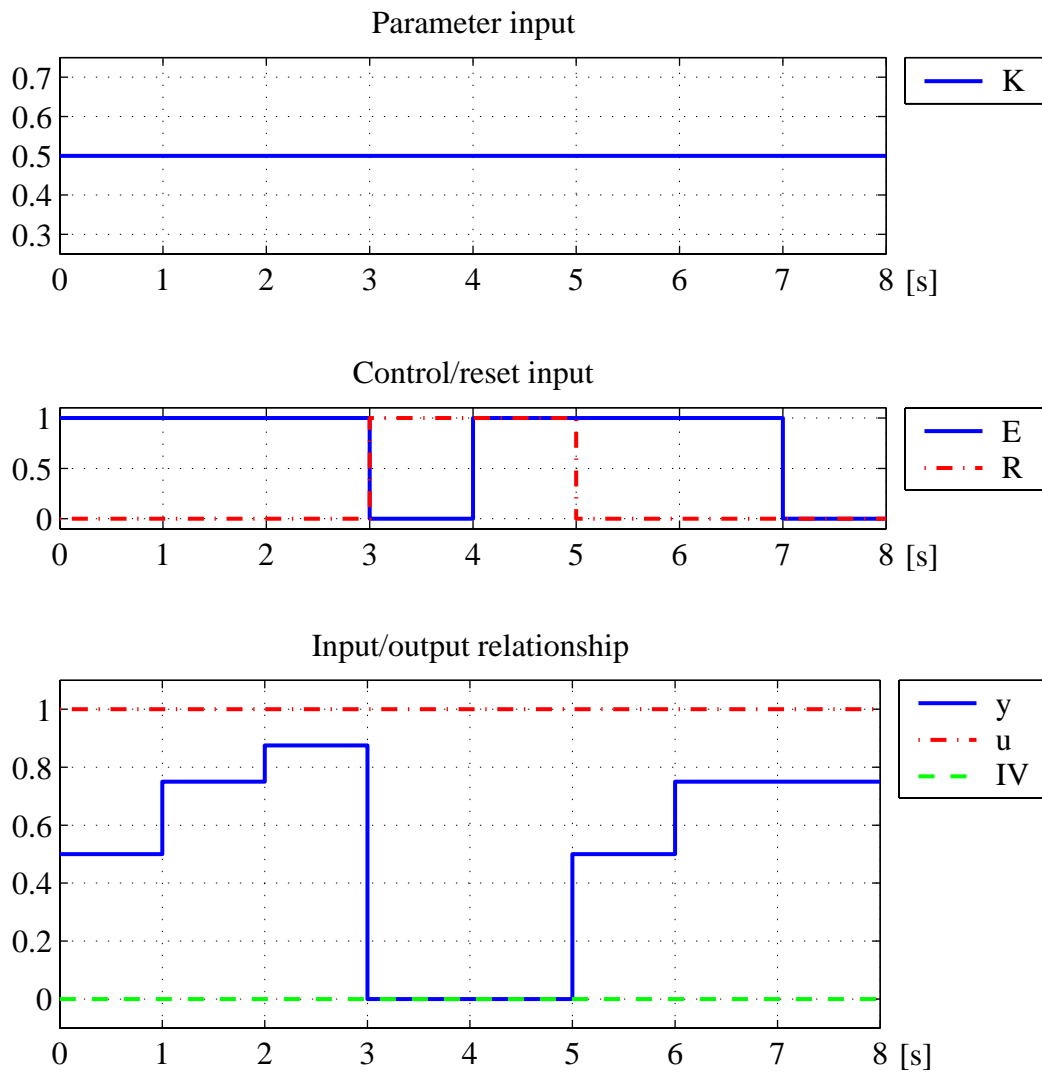 Parameter input
0.7
0.6
0.5
0.4
0.3
0 1 2 3 4 5 6 7 8 [s]
K
Control/reset input
1
0.5
0
0 1 2 3 4 5 6 7 8 [s]
E
R
Input/output relationship
1
0.8
0.6
0.4
0.2
0
0 1 2 3 4 5 6 7 8 [s]
y
u
IV